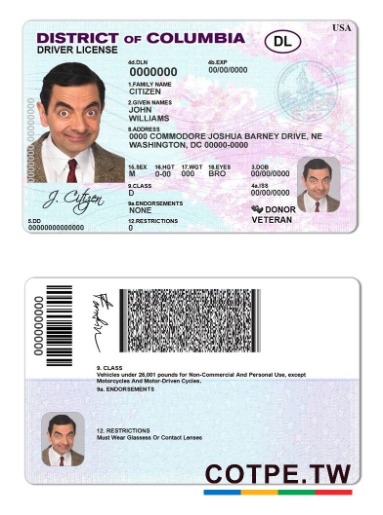 USA
DISTRICT OF COLUMBIA
DL
DRIVER LICENSE
4d.DLN 4b.EXP
0000000 00/00/0000
1.FAMILY NAME
CITIZEN
2.GIVEN NAMES
JOHN
WILLIAMS
8.ADDRESS
0000 COMMODORE JOSHUA BARNEY DRIVE, NE
WASHINGTON, DC 00000-0000
15.SEX 16.HGT 17.WGT 18.EYES 3.DOB
M 0-00 000 BRO 00/00/0000
9.CLASS 4a.ISS
D 00/00/0000
J. Citizen
9a.ENDORSEMENTS DONOR
NONE VETERAN
5.DD 12.RESTRICTIONS
00000000000000 0
0000000000
9. CLASS
Vehicles under 26,001 pounds for Non-Commercial And Personal Use, except
Motorcycles And Motor-Driven Cycles.
9a. ENDORSEMENTS
12. RESTRICTIONS
Must Wear Glassess Or Contact Lenses
COTPE.TW